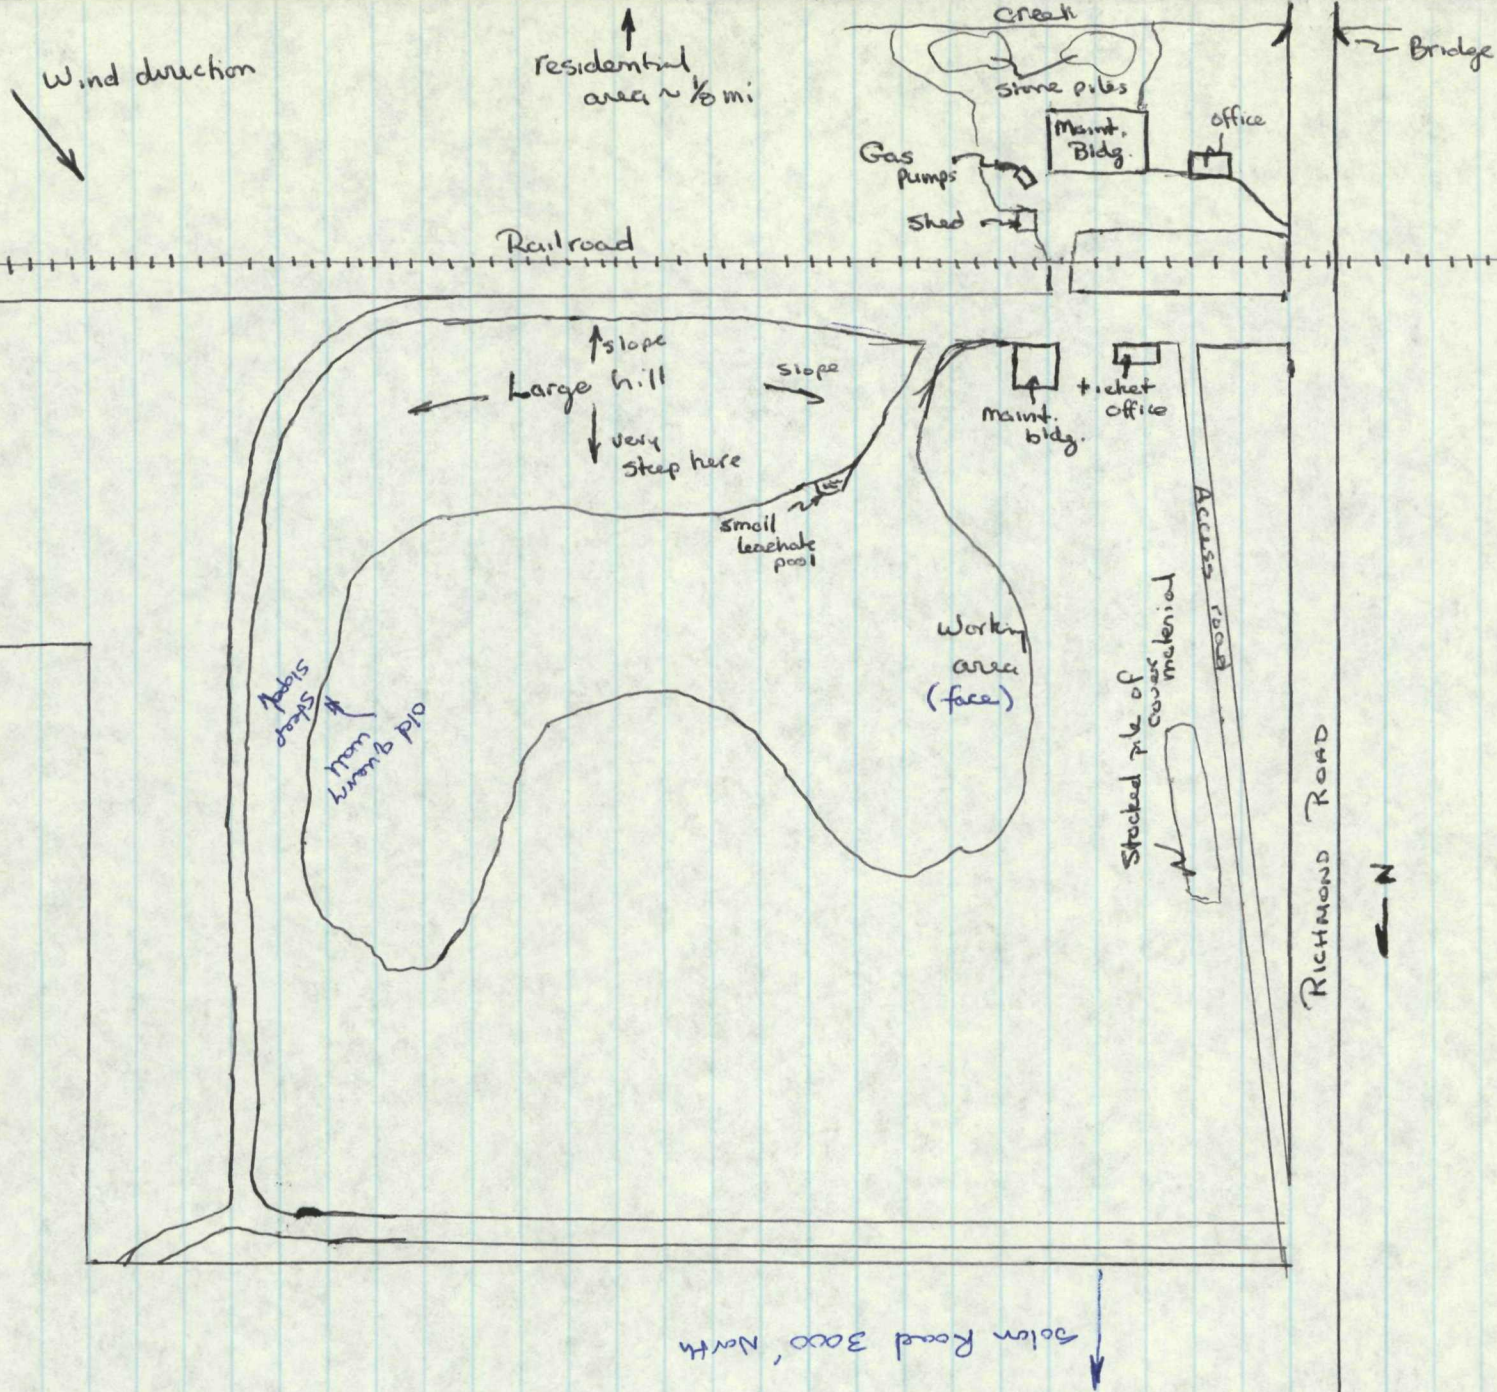 Wind direction
residential
area ~ 1/8 mi
Creek
Bridge
stone piles
Maint.
Bldg.
office
Gas
Pumps
Shed
Railroad
slope
Large hill
slope
very
steep here
small
leachate
pool
maint.
bldg.
ticket
office
Access road
Working
area
(face)
Stocked pile of
cover material
RICHMOND ROAD
N
old quarry
wall
steep
slope
Solon Road 3000' North